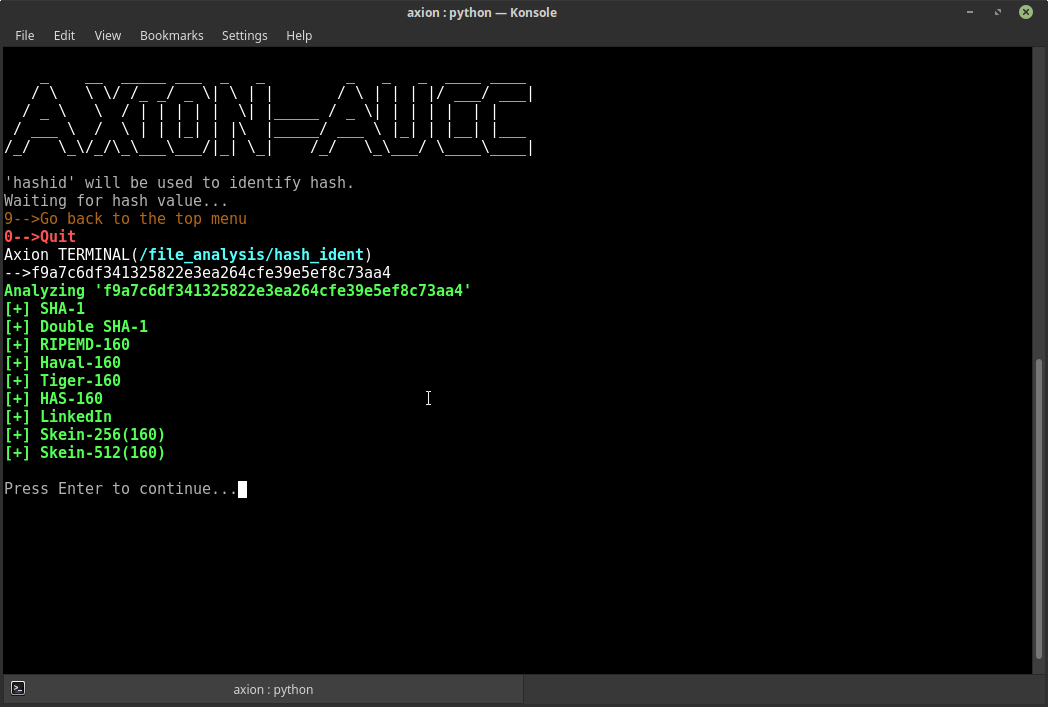 axion : python — Konsole
File Edit View Bookmarks Settings Help
AXION-AUCC
'hashid' will be used to identify hash.
Waiting for hash value...
9-->Go back to the top menu
0-->Quit
Axion TERMINAL(/file_analysis/hash_ident)
-->f9a7c6df341325822e3ea264cfe39e5ef8c73aa4
Analyzing 'f9a7c6df341325822e3ea264cfe39e5ef8c73aa4'
[+] SHA-1
[+] Double SHA-1
[+] RIPEMD-160
[+] Haval-160
[+] Tiger-160
[+] HAS-160
[+] LinkedIn
[+] Skein-256(160)
[+] Skein-512(160)
Press Enter to continue...
axion : python